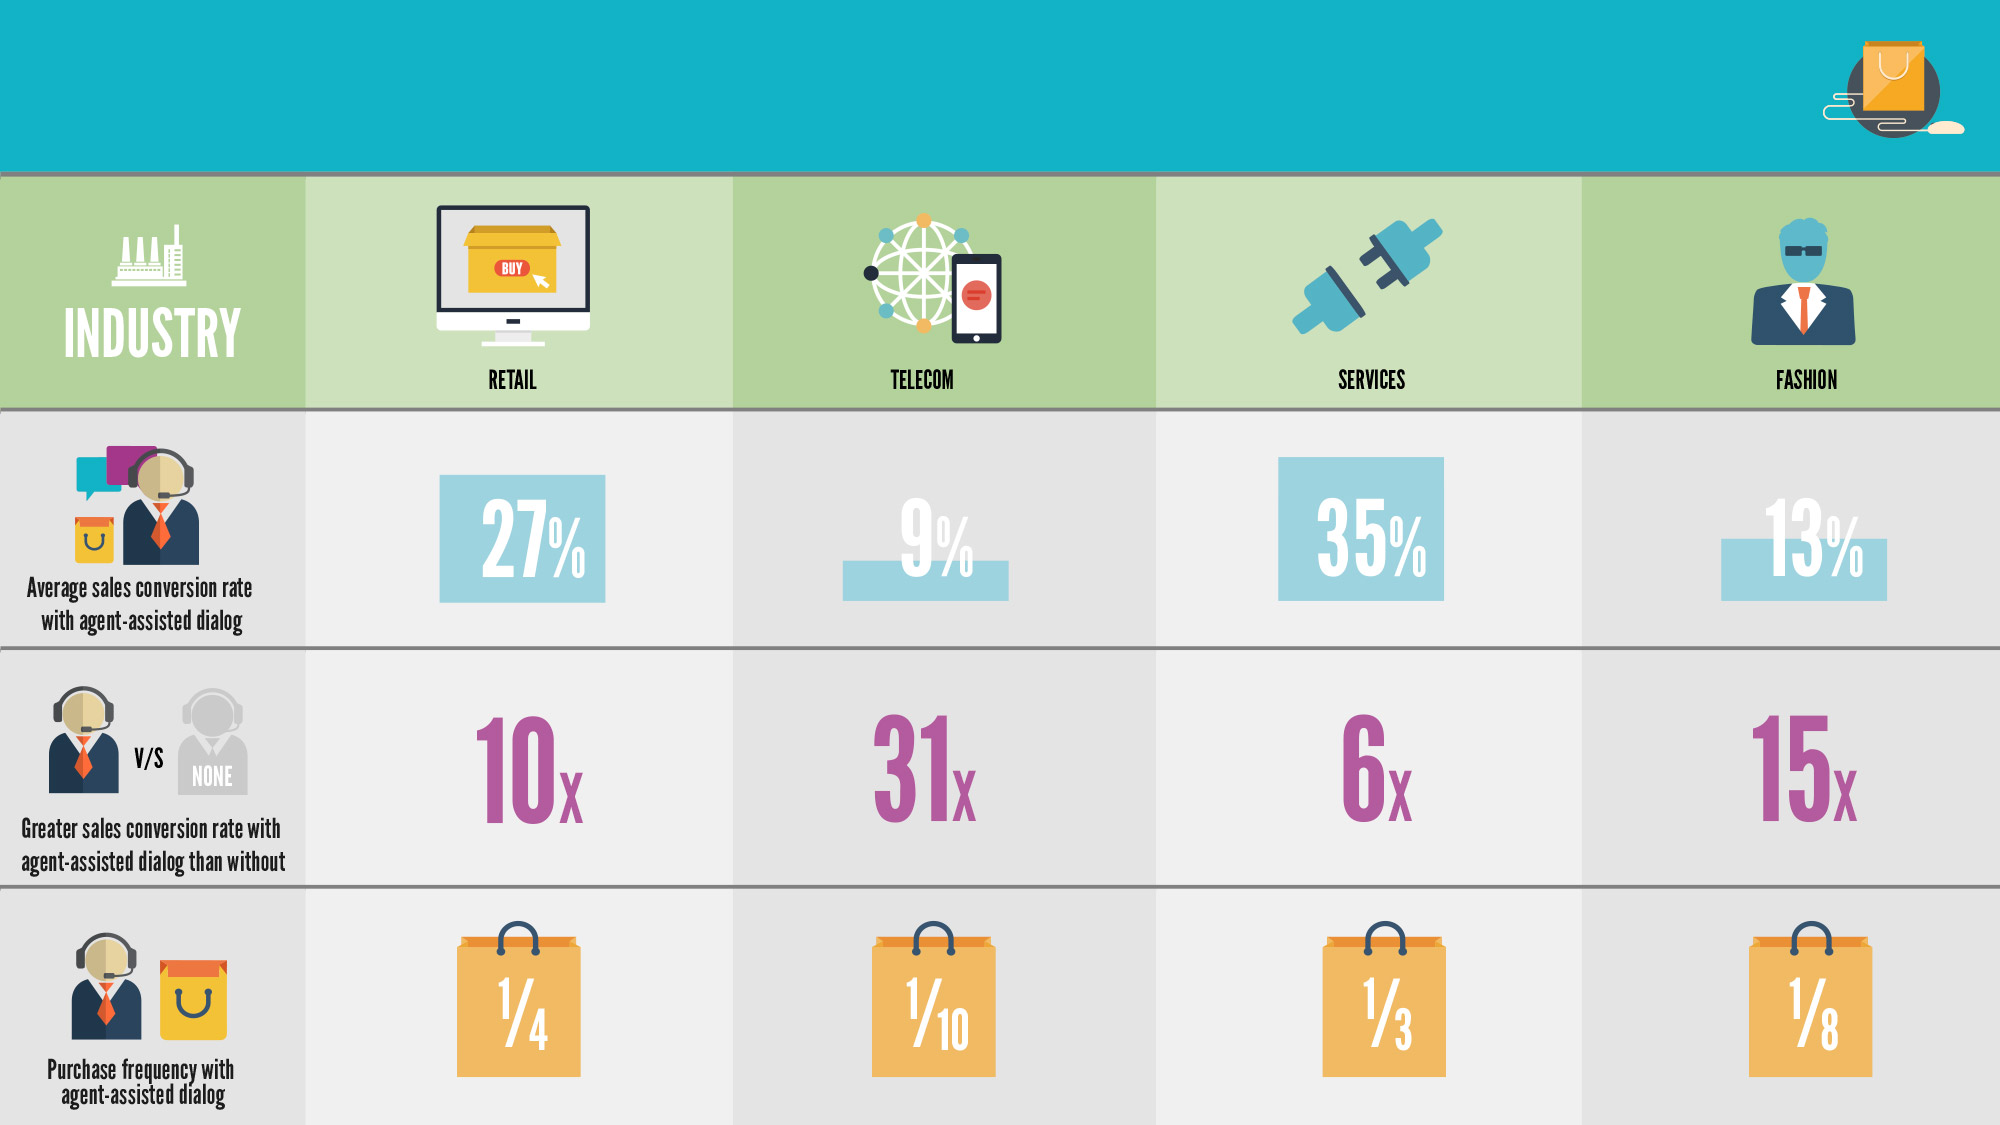 BUY
INDUSTRY
RETAIL
TELECOM
SERVICES
FASHION
27%
9%
35%
13%
Average sales conversion rate
with agent-assisted dialog
V/S
NONE
10x
31x
6x
15x
Greater sales conversion rate with
agent-assisted dialog than without
1/4
1/10
1/3
1/8
Purchase frequency with
agent-assisted dialog